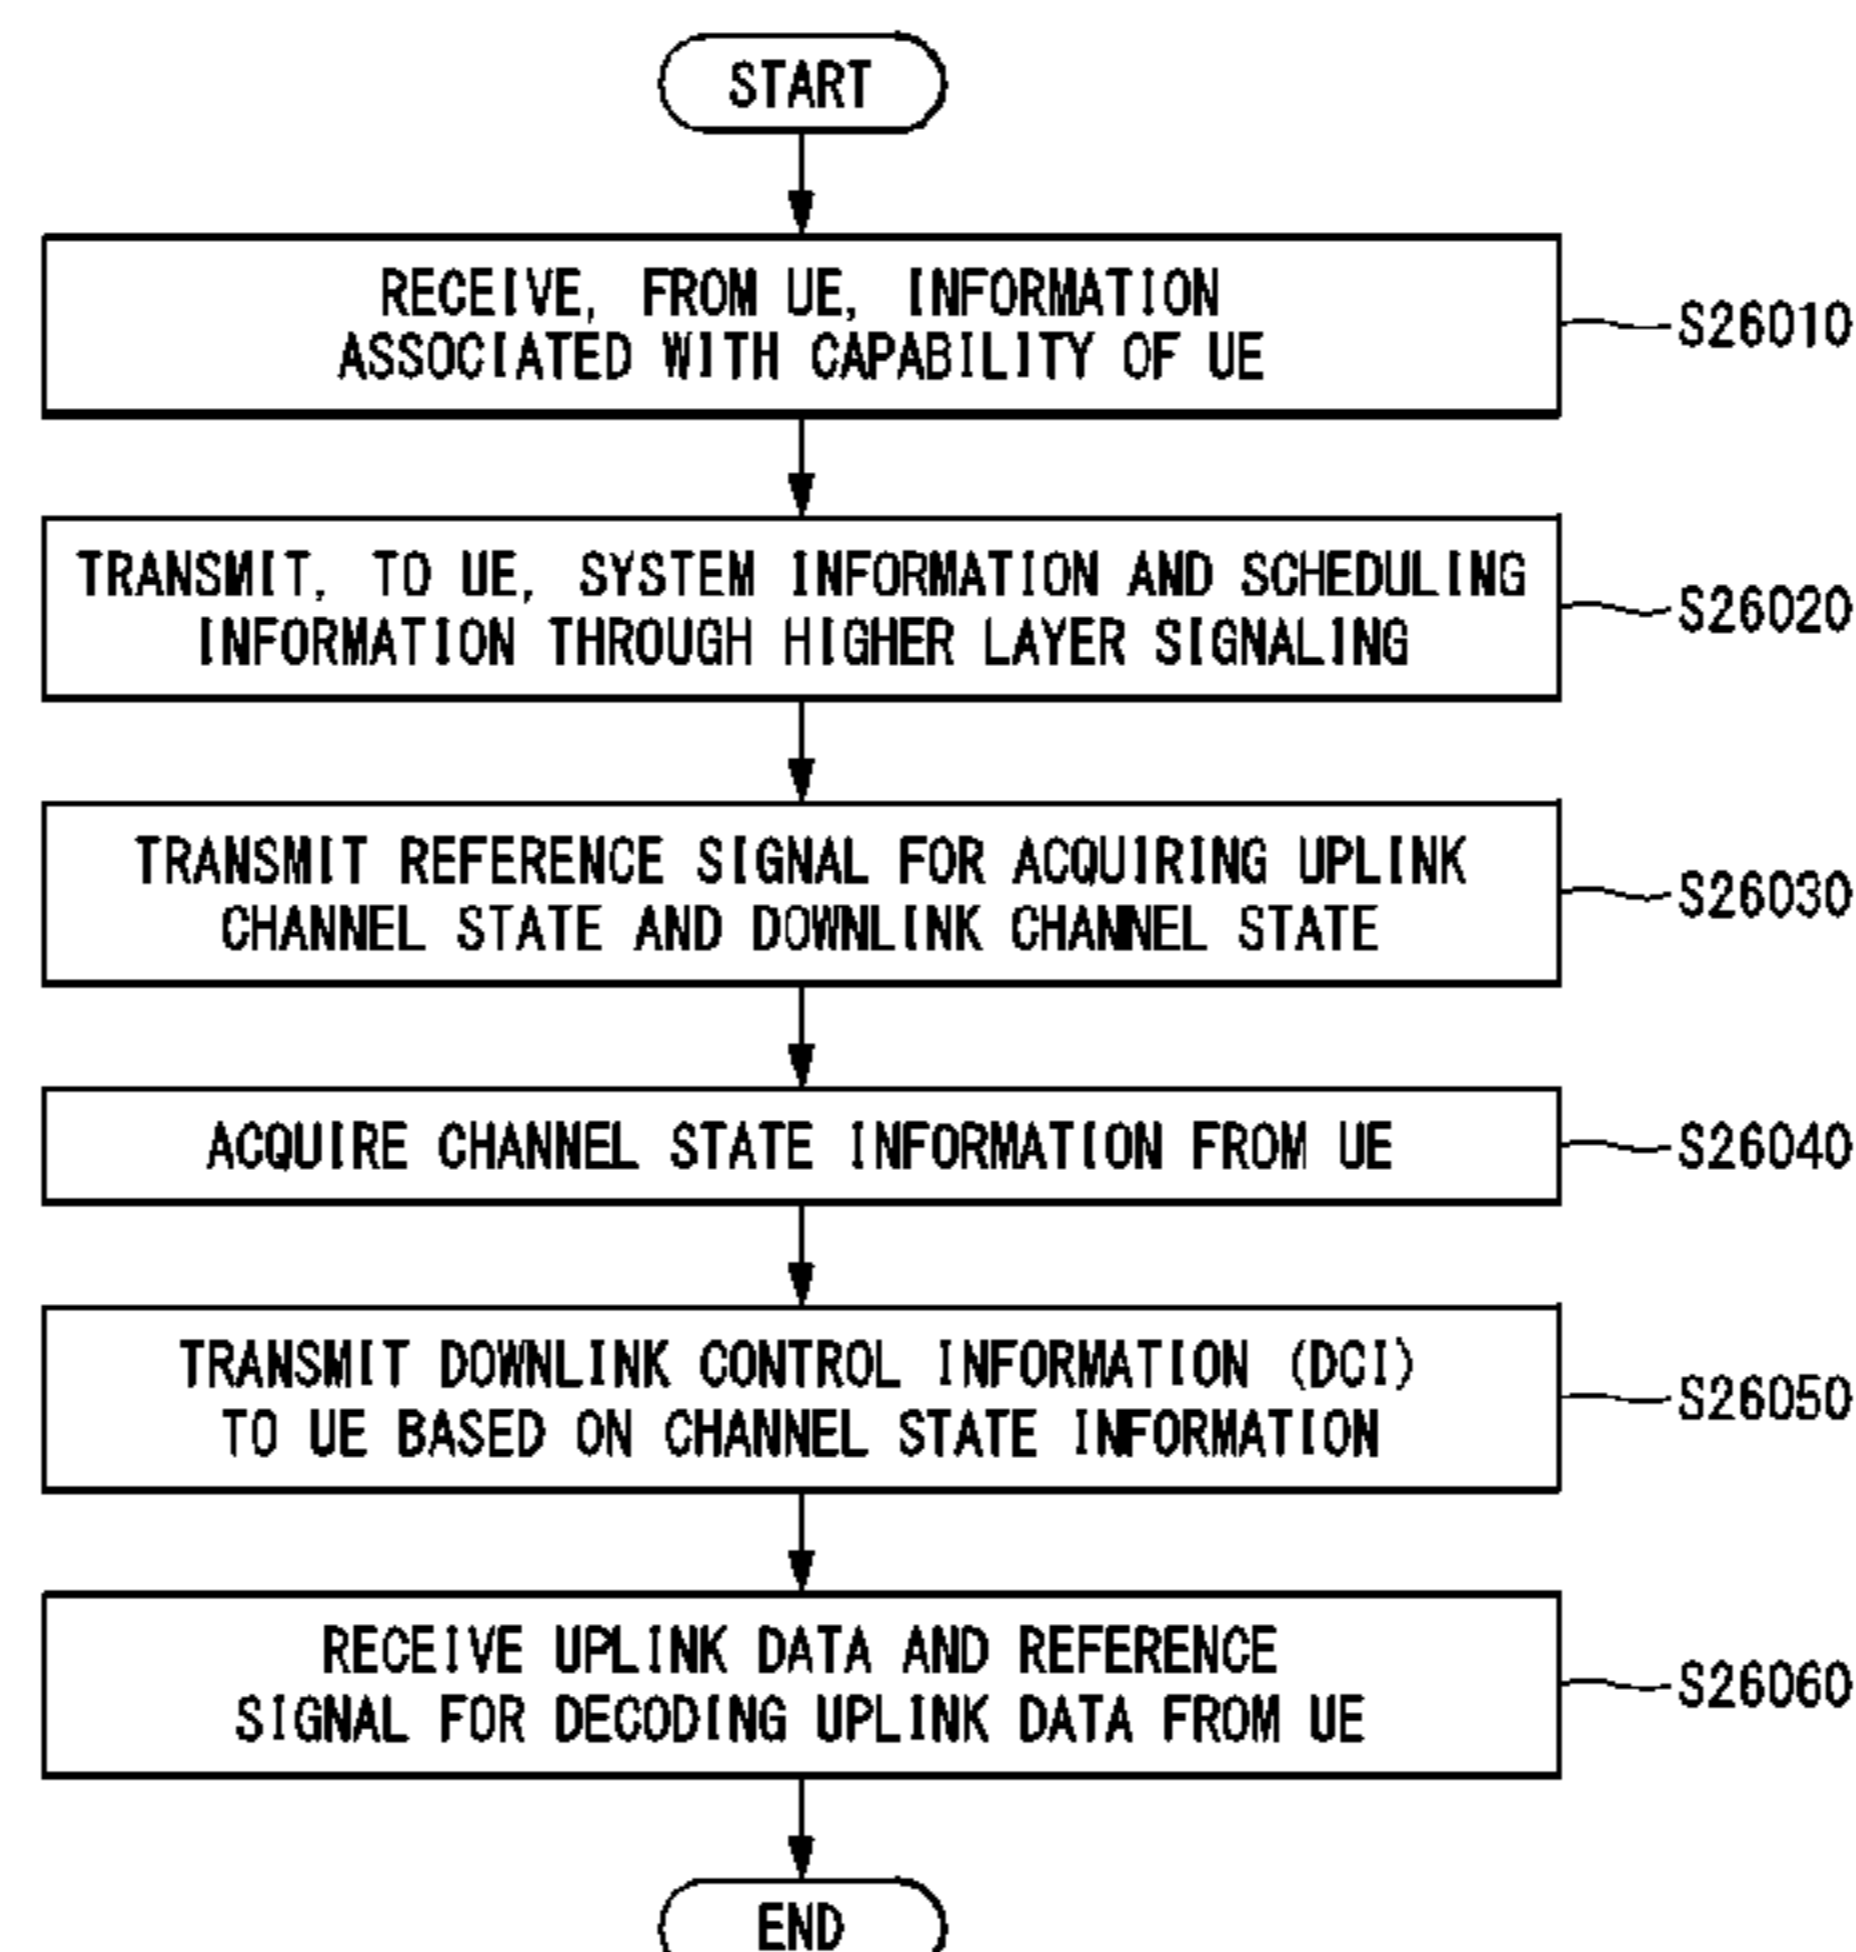 START
RECEIVE, FROM UE, INFORMATION
ASSOCIATED WITH CAPABILITY OF UE
S26010
TRANSMIT, TO UE, SYSTEM INFORMATION AND SCHEDULING
INFORMATION THROUGH HIGHER LAYER SIGNALING
S26020
TRANSMIT REFERENCE SIGNAL FOR ACQUIRING UPLINK
CHANNEL STATE AND DOWNLINK CHANNEL STATE
S26030
ACQUIRE CHANNEL STATE INFORMATION FROM UE
S26040
TRANSMIT DOWNLINK CONTROL INFORMATION (DCI)
TO UE BASED ON CHANNEL STATE INFORMATION
S26050
RECEIVE UPLINK DATA AND REFERENCE
SIGNAL FOR DECODING UPLINK DATA FROM UE
S26060
END